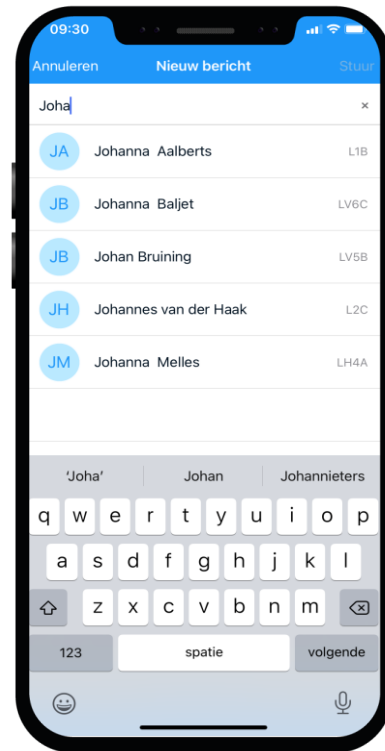 09:30
Annuleren Nieuw bericht Stuur
Joha ×
JA Johanna Aalberts L1B
JB Johanna Baljet LV6C
JB Johan Bruining LV5B
JH Johannes van der Haak L2C
JM Johanna Melles LH4A
'Joha' Johan Johannieters
q w e r t y u i o p
a s d f g h j k l
z x c v b n m
123 spatie volgende